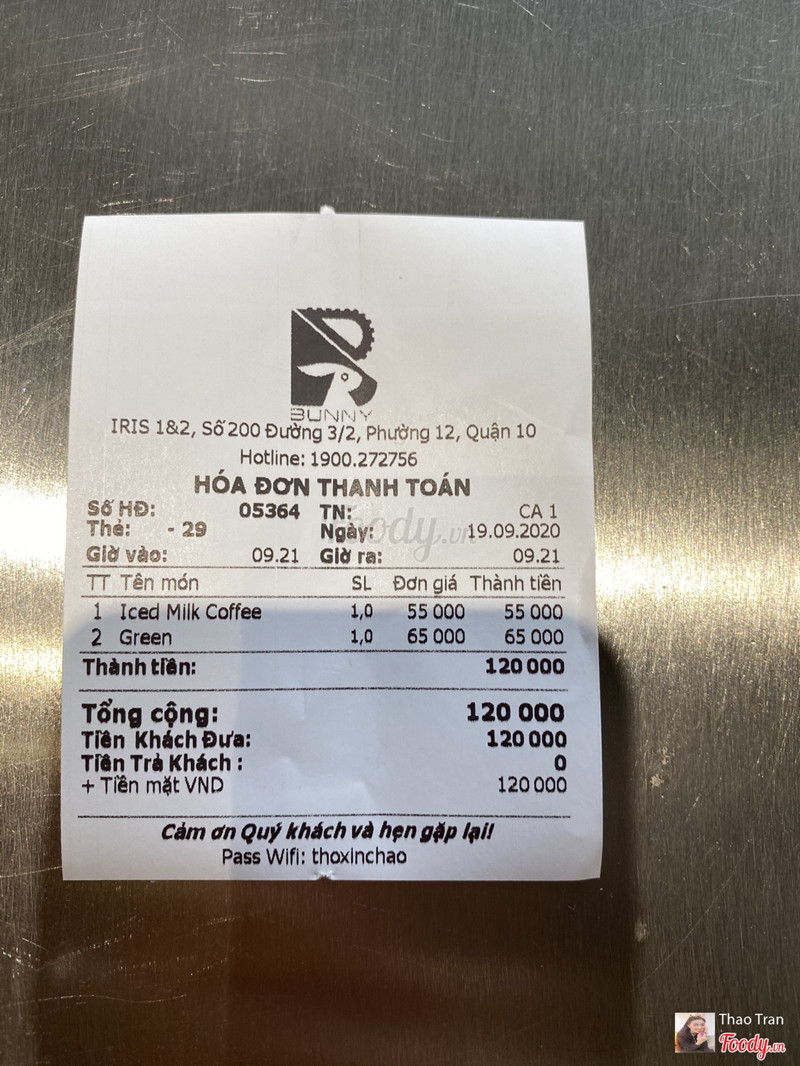 BUNNY
IRIS 1&2, Số 200 Đường 3/2, Phường 12, Quận 10
Hotline: 1900.272756
HÓA ĐƠN THANH TOÁN
Số HĐ: 05364 TN: CA 1
Thẻ: - 29 Ngày: 19.09.2020
Giờ vào: 09.21 Giờ ra: 09.21
TT Tên món SL Đơn giá Thành tiền
1 Iced Milk Coffee 1,0 55 000 55 000
2 Green 1,0 65 000 65 000
Thành tiền: 120 000
Tổng cộng: 120 000
Tiền Khách Đưa: 120 000
Tiền Trả Khách : 0
+ Tiền mặt VND 120 000
Cảm ơn Quý khách và hẹn gặp lại!
Pass Wifi: thoxinchao
Foody.vn
Thao Tran
Foody.vn